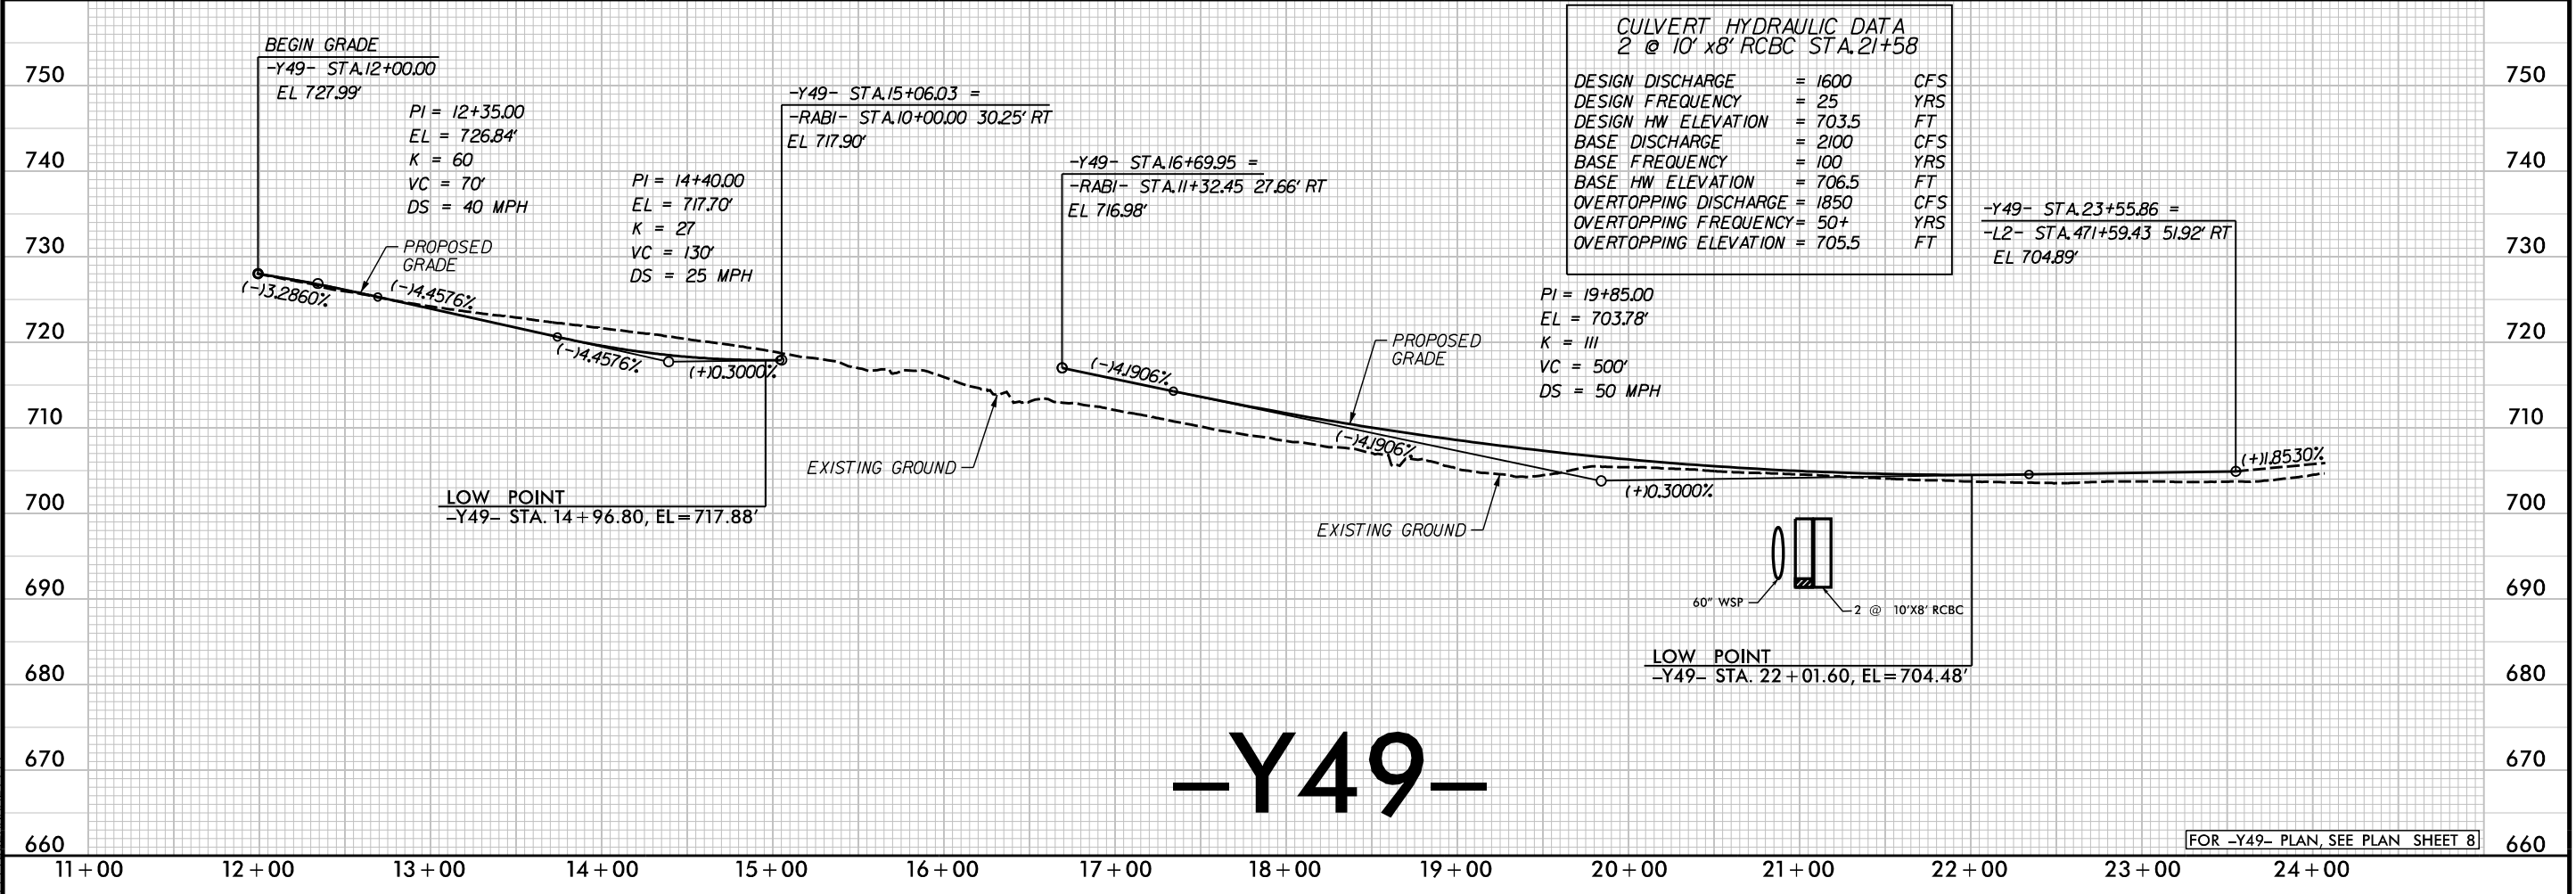 BEGIN GRADE
-Y49- STA.12+00.00
EL 727.99'
PI = 12+35.00
EL = 726.84'
K = 60
VC = 70'
DS = 40 MPH
PROPOSED
GRADE
(-)3.2860%
(-)4.4576%
PI = 14+40.00
EL = 717.70'
K = 27
VC = 130'
DS = 25 MPH
(-)4.4576%
(+)0.3000%
-Y49- STA.15+06.03 =
-RAB1- STA.10+00.00 30.25' RT
EL 717.90'
LOW POINT
-Y49- STA. 14+96.80, EL=717.88'
EXISTING GROUND
-Y49- STA.16+69.95 =
-RAB1- STA.11+32.45 27.66' RT
EL 716.98'
(-)4.1906%
PROPOSED
GRADE
(-)4.1906%
EXISTING GROUND
CULVERT HYDRAULIC DATA
2 @ 10' x8' RCBC STA.21+58
DESIGN DISCHARGE = 1600 CFS
DESIGN FREQUENCY = 25 YRS
DESIGN HW ELEVATION = 703.5 FT
BASE DISCHARGE = 2100 CFS
BASE FREQUENCY = 100 YRS
BASE HW ELEVATION = 706.5 FT
OVERTOPPING DISCHARGE = 1850 CFS
OVERTOPPING FREQUENCY= 50+ YRS
OVERTOPPING ELEVATION = 705.5 FT
PI = 19+85.00
EL = 703.78'
K = 111
VC = 500'
DS = 50 MPH
(+)0.3000%
-Y49- STA.23+55.86 =
-L2- STA.471+59.43 51.92' RT
EL 704.89'
(+)1.8530%
60" WSP
2 @ 10'X8' RCBC
LOW POINT
-Y49- STA. 22+01.60, EL=704.48'
-Y49-
FOR -Y49- PLAN, SEE PLAN SHEET 8
750 750
740 740
730 730
720 720
710 710
700 700
690 690
680 680
670 670
660 660
11+00 12+00 13+00 14+00 15+00 16+00 17+00 18+00 19+00 20+00 21+00 22+00 23+00 24+00